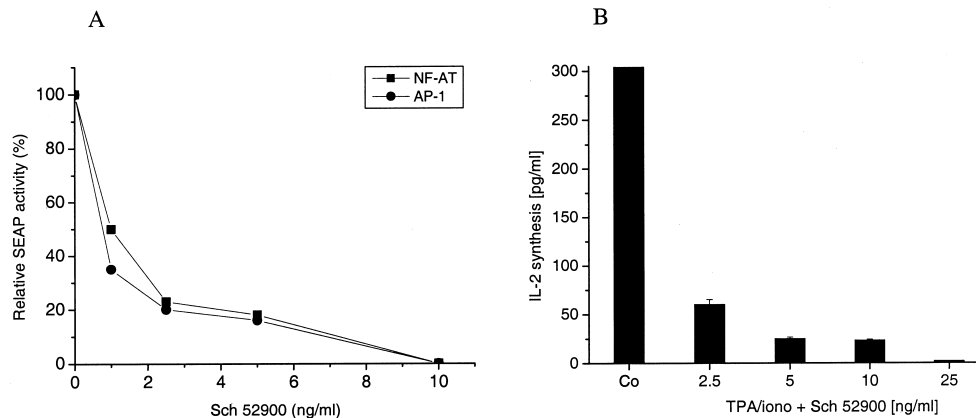 A
NF-AT
AP-1
100
80
60
40
20
0
Relative SEAP activity (%)
0 2 4 6 8 10
Sch 52900 (ng/ml)
B
300
250
200
150
100
50
0
IL-2 synthesis [pg/ml]
Co 2.5 5 10 25
TPA/iono + Sch 52900 [ng/ml]